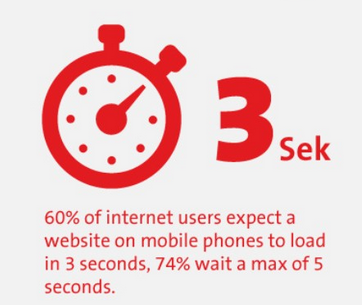 3 Sek
60% of internet users expect a
website on mobile phones to load
in 3 seconds, 74% wait a max of 5
seconds.